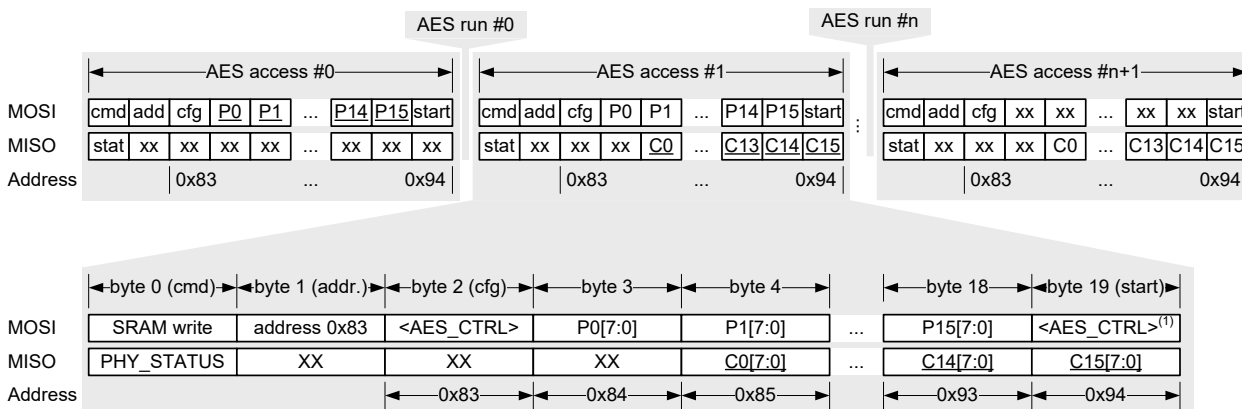 AES run #0 AES run #n
AES access #0 AES access #1 AES access #n+1
MOSI cmd add cfg P0 P1 ... P14 P15 start cmd add cfg P0 P1 ... P14 P15 start ... cmd add cfg xx xx ... xx xx start
MISO stat xx xx xx xx ... xx xx xx stat xx xx xx C0 ... C13 C14 C15 stat xx xx xx C0 ... C13 C14 C15
Address 0x83 ... 0x94 0x83 ... 0x94 0x83 ... 0x94
byte 0 (cmd) byte 1 (addr.) byte 2 (cfg) byte 3 byte 4 byte 18 byte 19 (start)
MOSI SRAM write address 0x83 <AES_CTRL> P0[7:0] P1[7:0] ... P15[7:0] <AES_CTRL>(1)
MISO PHY_STATUS XX XX XX C0[7:0] ... C14[7:0] C15[7:0]
Address 0x83 0x84 0x85 0x93 0x94